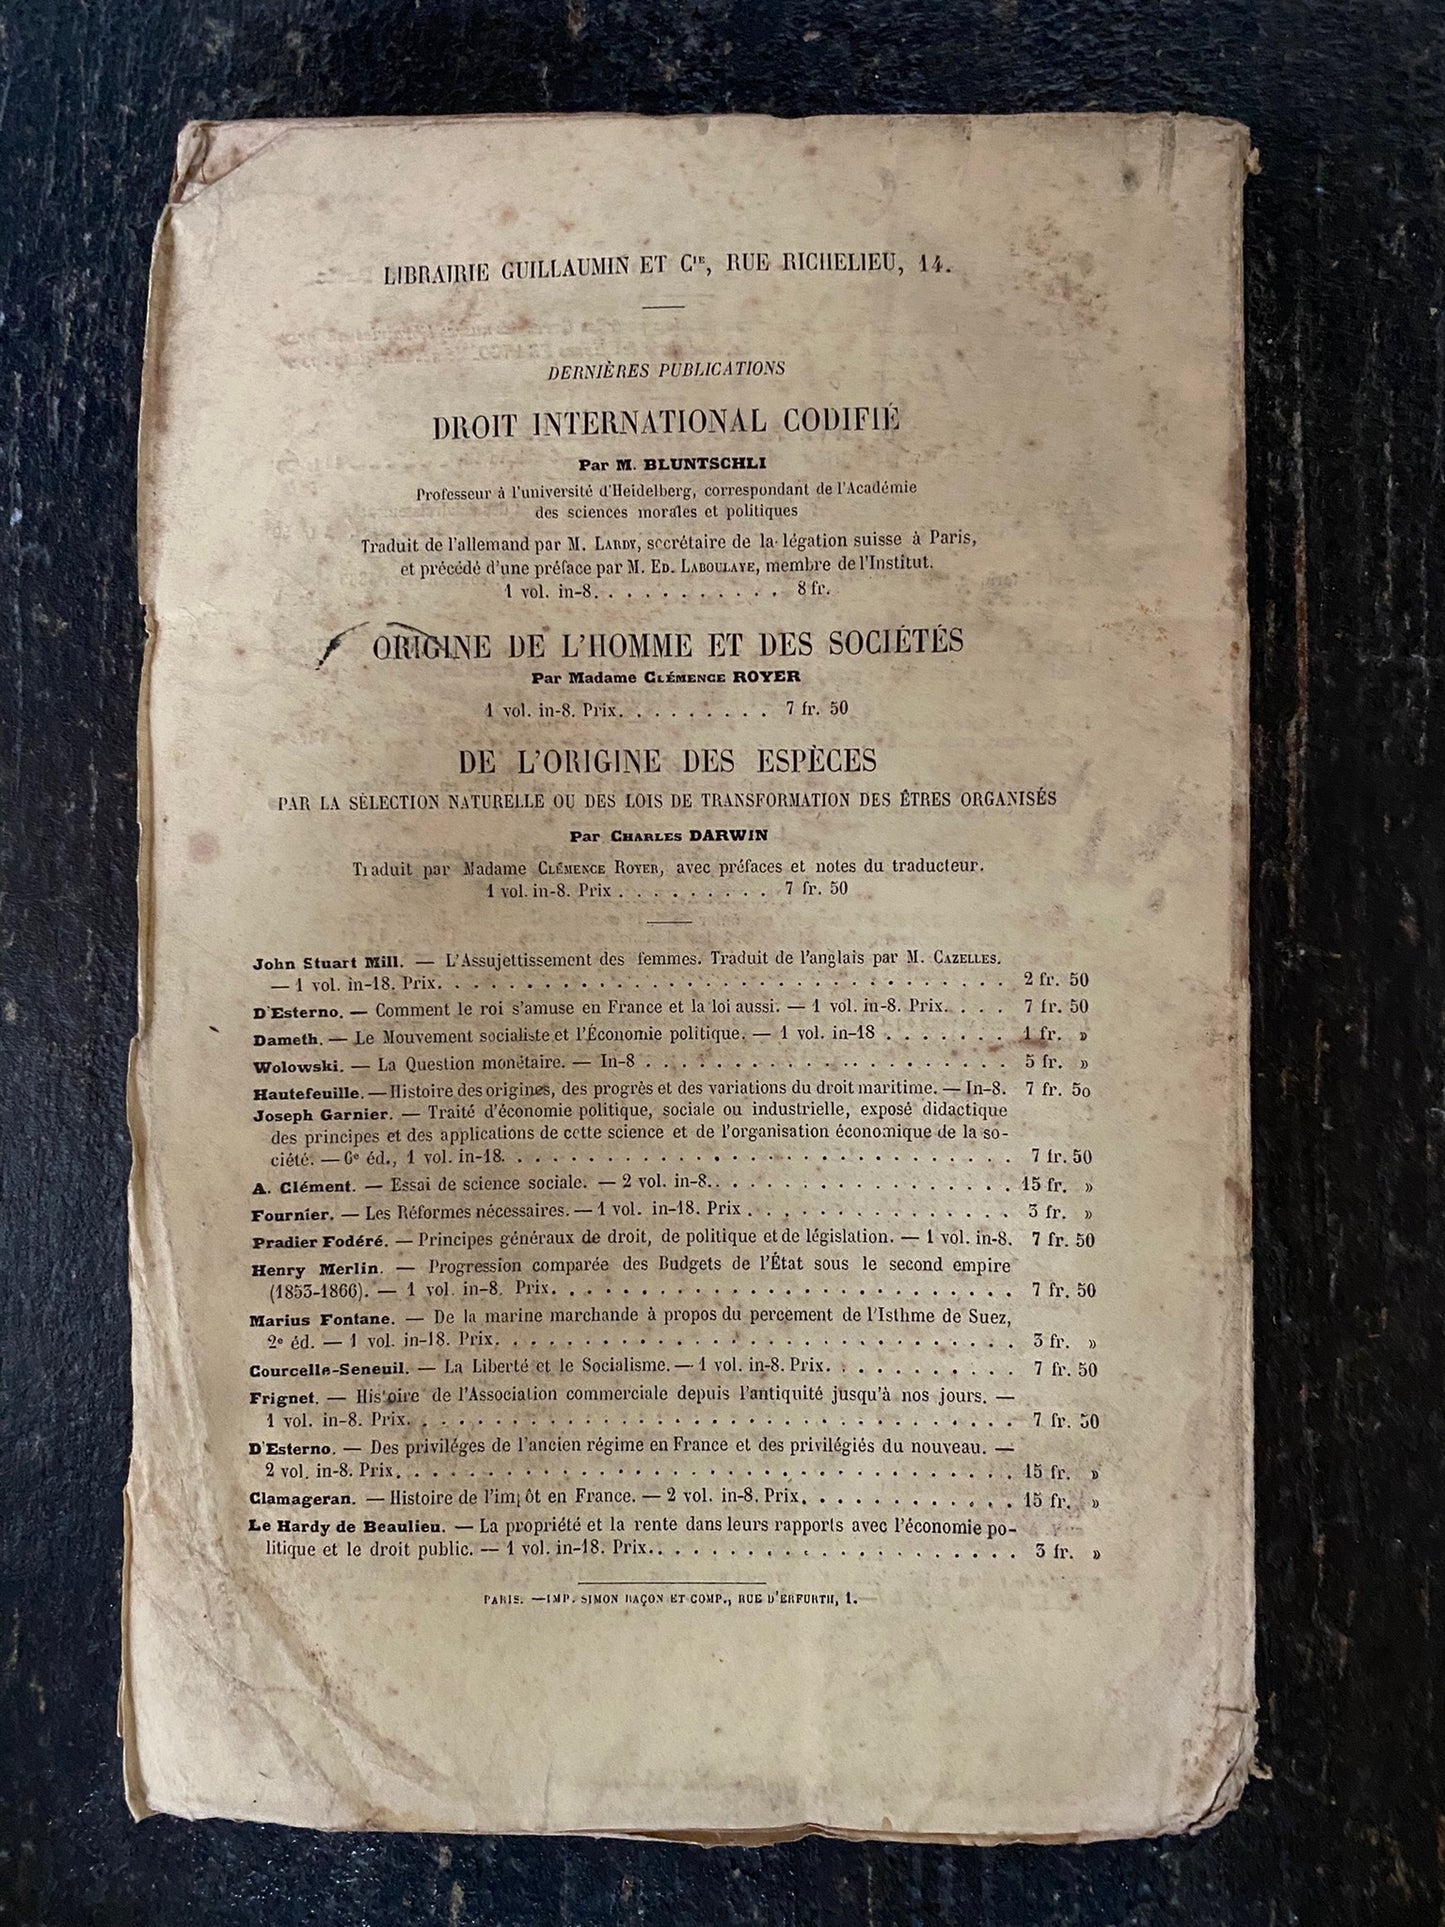 LIBRAIRIE GUILLAUMIN ET Cⁱᵉ, RUE RICHELIEU, 14.
DERNIÈRES PUBLICATIONS
DROIT INTERNATIONAL CODIFIÉ
Par M. BLUNTSCHLI
Professeur à l'université d'Heidelberg, correspondant de l'Académie
des sciences morales et politiques
Traduit de l'allemand par M. LARDY, secrétaire de la légation suisse à Paris,
et précédé d'une préface par M. ED. LABOULAYE, membre de l'Institut.
1 vol. in-8. . . . . . . . . . . . 8 fr.
ORIGINE DE L'HOMME ET DES SOCIÉTÉS
Par Madame CLÉMENCE ROYER
1 vol. in-8. Prix. . . . . . . . . . 7 fr. 50
DE L'ORIGINE DES ESPÈCES
PAR LA SÉLECTION NATURELLE OU DES LOIS DE TRANSFORMATION DES ÊTRES ORGANISÉS
Par CHARLES DARWIN
Traduit par Madame CLÉMENCE ROYER, avec préfaces et notes du traducteur.
1 vol. in-8. Prix . . . . . . . . . 7 fr. 50
John Stuart Mill. — L'Assujettissement des femmes. Traduit de l'anglais par M. CAZELLES.
— 1 vol. in-18. Prix. . . . . . . . . . . . . . . . . . . . . . . . . . . . . 2 fr. 50
D'Esterno. — Comment le roi s'amuse en France et la loi aussi. — 1 vol. in-8. Prix. . . . 7 fr. 50
Dameth. — Le Mouvement socialiste et l'Économie politique. — 1 vol. in-18 . . . . . . . 1 fr. »
Wolowski. — La Question monétaire. — In-8 . . . . . . . . . . . . . . . . . . . 5 fr. »
Hautefeuille. — Histoire des origines, des progrès et des variations du droit maritime. — In-8. 7 fr. 50
Joseph Garnier. — Traité d'économie politique, sociale ou industrielle, exposé didactique
des principes et des applications de cette science et de l'organisation économique de la so-
ciété. — 6ᵉ éd., 1 vol. in-18. . . . . . . . . . . . . . . . . . . . . . . . . . 7 fr. 50
A. Clément. — Essai de science sociale. — 2 vol. in-8.. . . . . . . . . . . . . . . . 15 fr. »
Fournier. — Les Réformes nécessaires. — 1 vol. in-18. Prix . . . . . . . . . . . . . . 3 fr. »
Pradier Fodéré. — Principes généraux de droit, de politique et de législation. — 1 vol. in-8. 7 fr. 50
Henry Merlin. — Progression comparée des Budgets de l'État sous le second empire
(1853-1866). — 1 vol. in-8. Prix. . . . . . . . . . . . . . . . . . . . . . . . 7 fr. 50
Marius Fontane. — De la marine marchande à propos du percement de l'Isthme de Suez,
2ᵉ éd. — 1 vol. in-18. Prix. . . . . . . . . . . . . . . . . . . . . . . . . . . 3 fr. »
Courcelle-Seneuil. — La Liberté et le Socialisme. — 1 vol. in-8. Prix. . . . . . . . . . 7 fr. 50
Frignet. — Histoire de l'Association commerciale depuis l'antiquité jusqu'à nos jours. —
1 vol. in-8. Prix. . . . . . . . . . . . . . . . . . . . . . . . . . . . . . . 7 fr. 50
D'Esterno. — Des priviléges de l'ancien régime en France et des privilégiés du nouveau. —
2 vol. in-8. Prix. . . . . . . . . . . . . . . . . . . . . . . . . . . . . . . 15 fr. »
Clamageran. — Histoire de l'impôt en France. — 2 vol. in-8. Prix. . . . . . . . . . . . 15 fr. »
Le Hardy de Beaulieu. — La propriété et la rente dans leurs rapports avec l'économie po-
litique et le droit public. — 1 vol. in-18. Prix.. . . . . . . . . . . . . . . . . . . 3 fr. »
PARIS. — IMP. SIMON RAÇON ET COMP., RUE D'ERFURTH, 1.